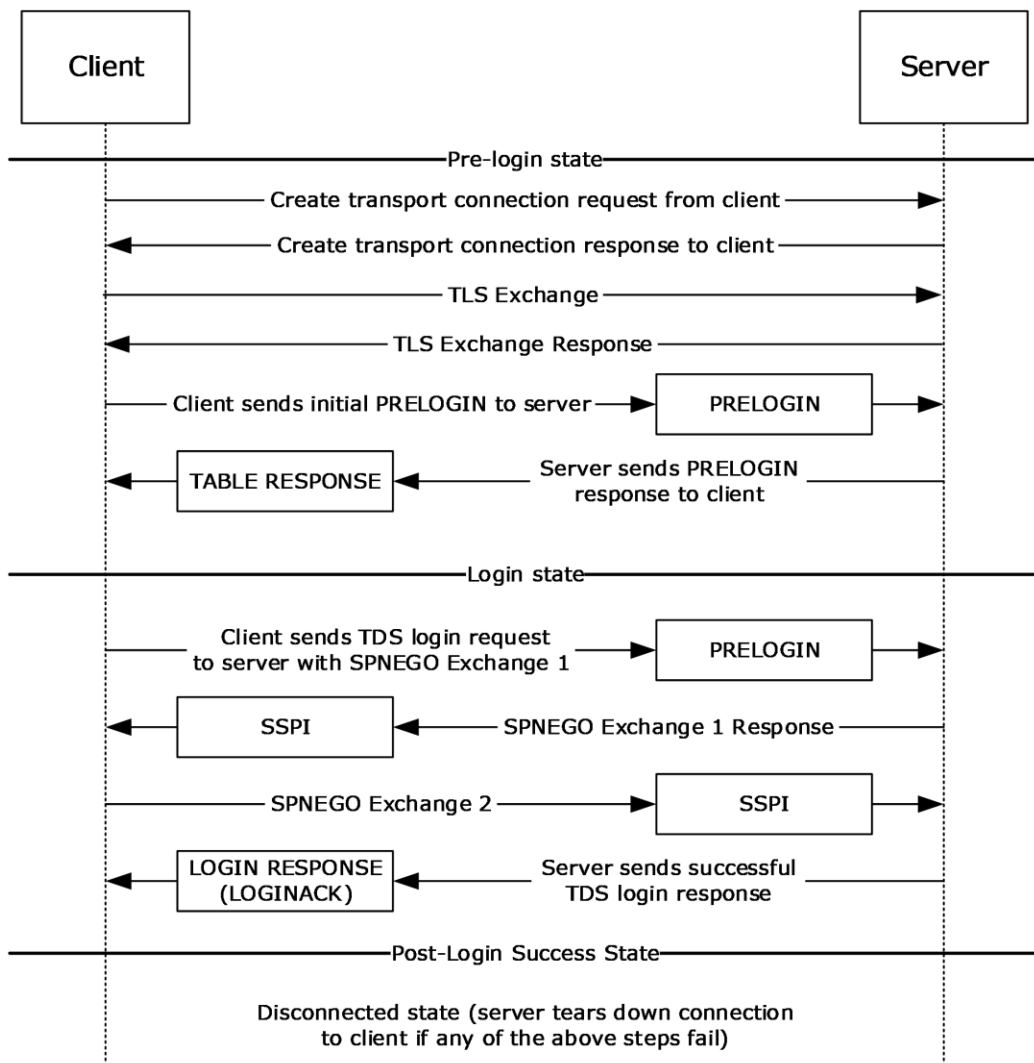 Client
Server
Pre-login state
Create transport connection request from client
Create transport connection response to client
TLS Exchange
TLS Exchange Response
Client sends initial PRELOGIN to server
PRELOGIN
TABLE RESPONSE
Server sends PRELOGIN
response to client
Login state
Client sends TDS login request
to server with SPNEGO Exchange 1
PRELOGIN
SSPI
SPNEGO Exchange 1 Response
SPNEGO Exchange 2
SSPI
LOGIN RESPONSE
(LOGINACK)
Server sends successful
TDS login response
Post-Login Success State
Disconnected state (server tears down connection
to client if any of the above steps fail)